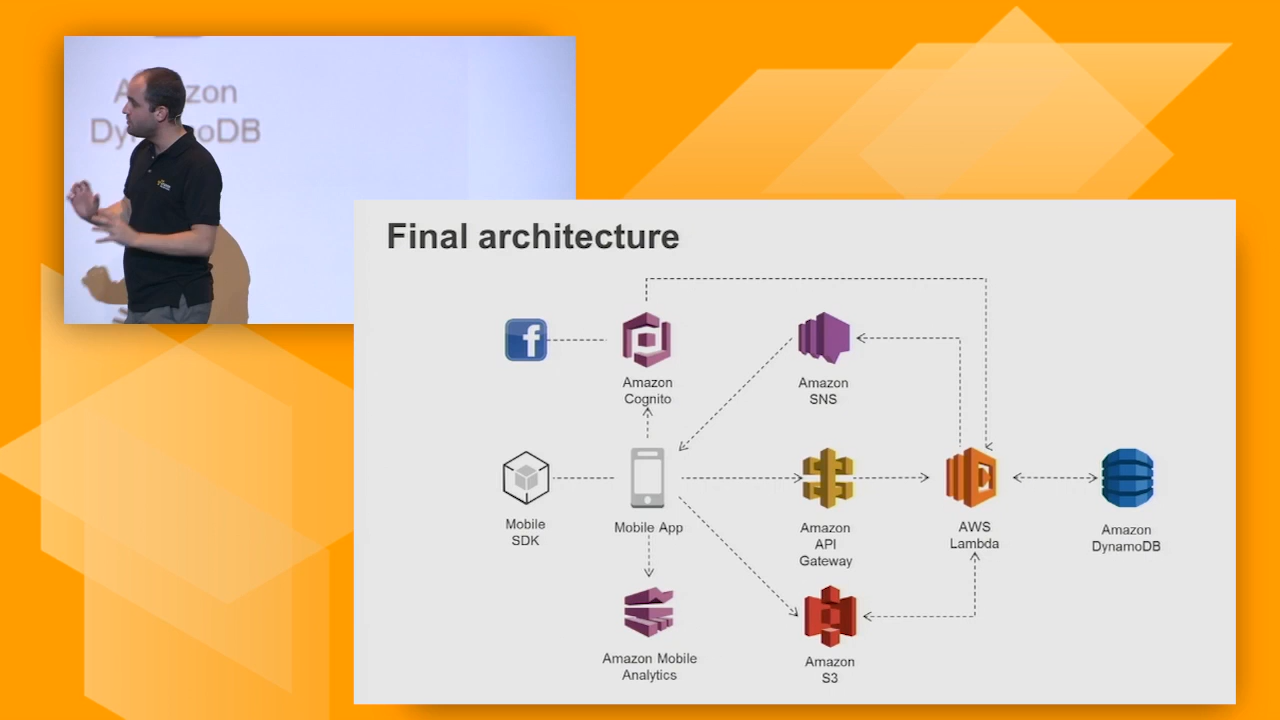 Amazon
DynamoDB
Final architecture
f
Amazon
Cognito
Amazon
SNS
Mobile
SDK
Mobile App
Amazon
API
Gateway
AWS
Lambda
Amazon
DynamoDB
Amazon Mobile
Analytics
Amazon
S3